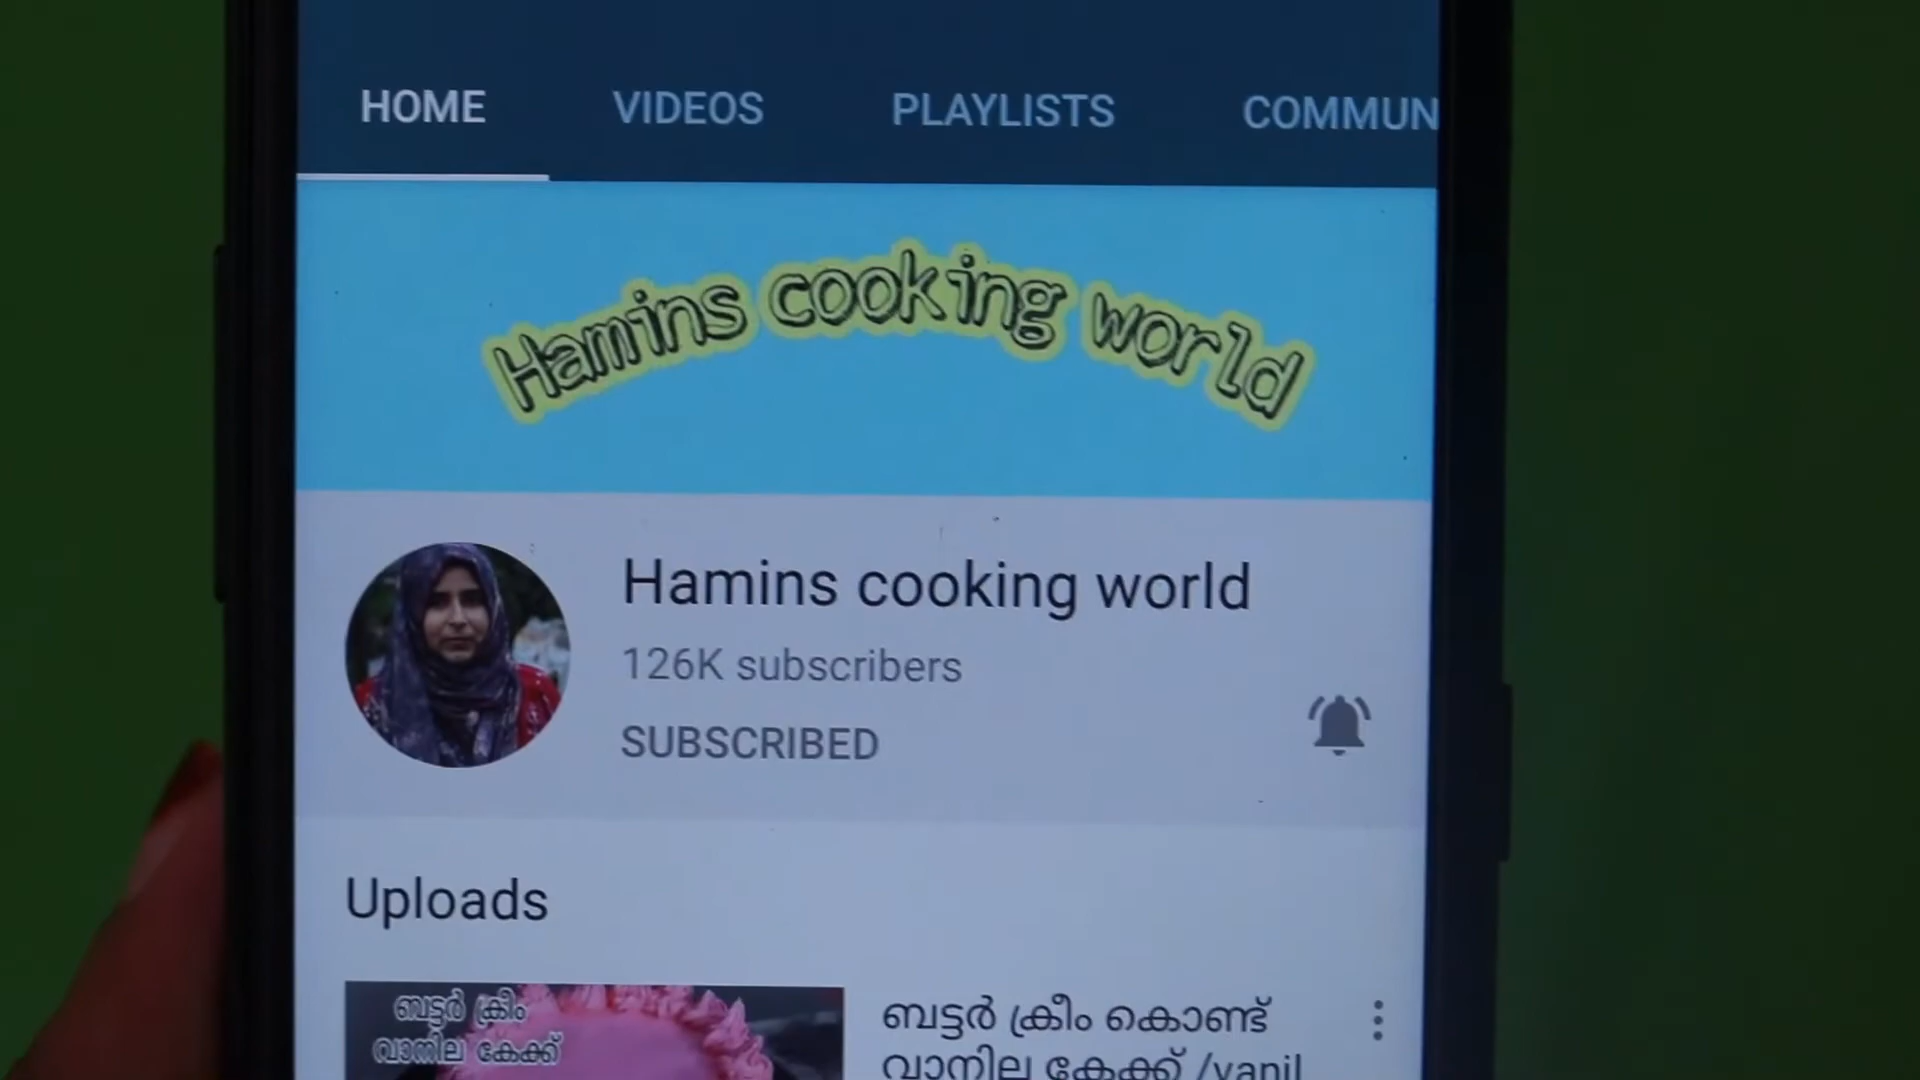 HOME VIDEOS PLAYLISTS COMMUN
Hamins cooking world
Hamins cooking world
126K subscribers
SUBSCRIBED
Uploads
ബട്ടർ ക്രീം
വാനില കേക്ക്
ബട്ടർ ക്രീം കൊണ്ട്
വാനില കേക്ക് /vanil